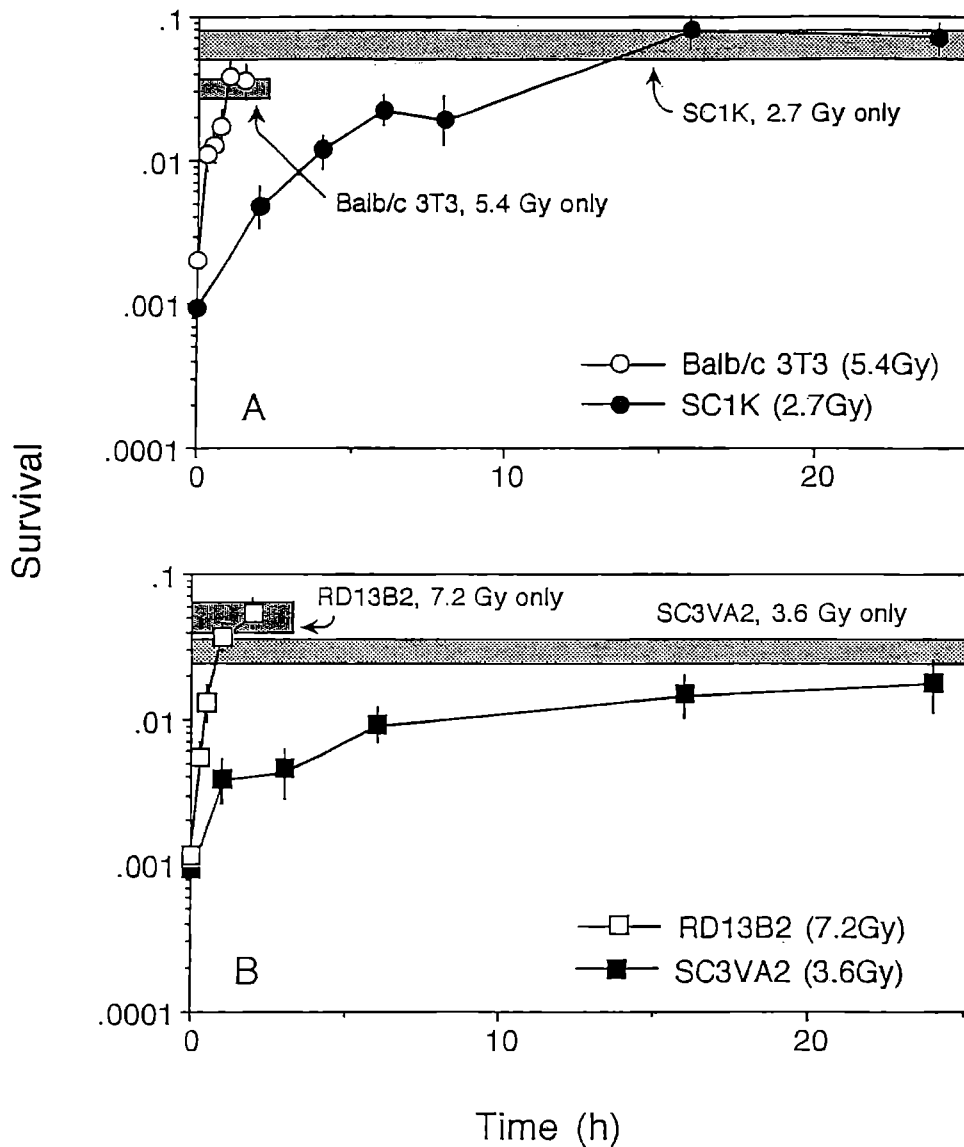 .1
SC1K, 2.7 Gy only
.01
Balb/c 3T3, 5.4 Gy only
.001
Balb/c 3T3 (5.4Gy)
SC1K (2.7Gy)
A
.0001
0 10 20
Survival
.1
RD13B2, 7.2 Gy only
SC3VA2, 3.6 Gy only
.01
.001
RD13B2 (7.2Gy)
SC3VA2 (3.6Gy)
B
.0001
0 10 20
Time (h)